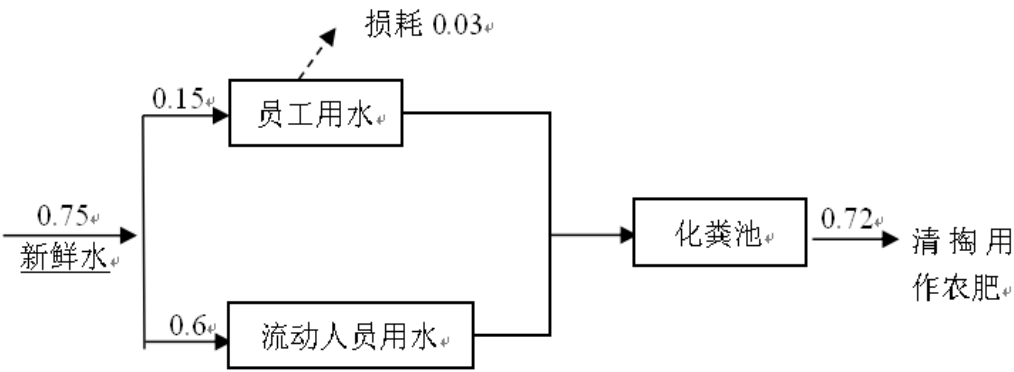 损耗 0.03
0.15
员工用水
0.75
新鲜水
化粪池
0.72
清掏用
作农肥
0.6
流动人员用水